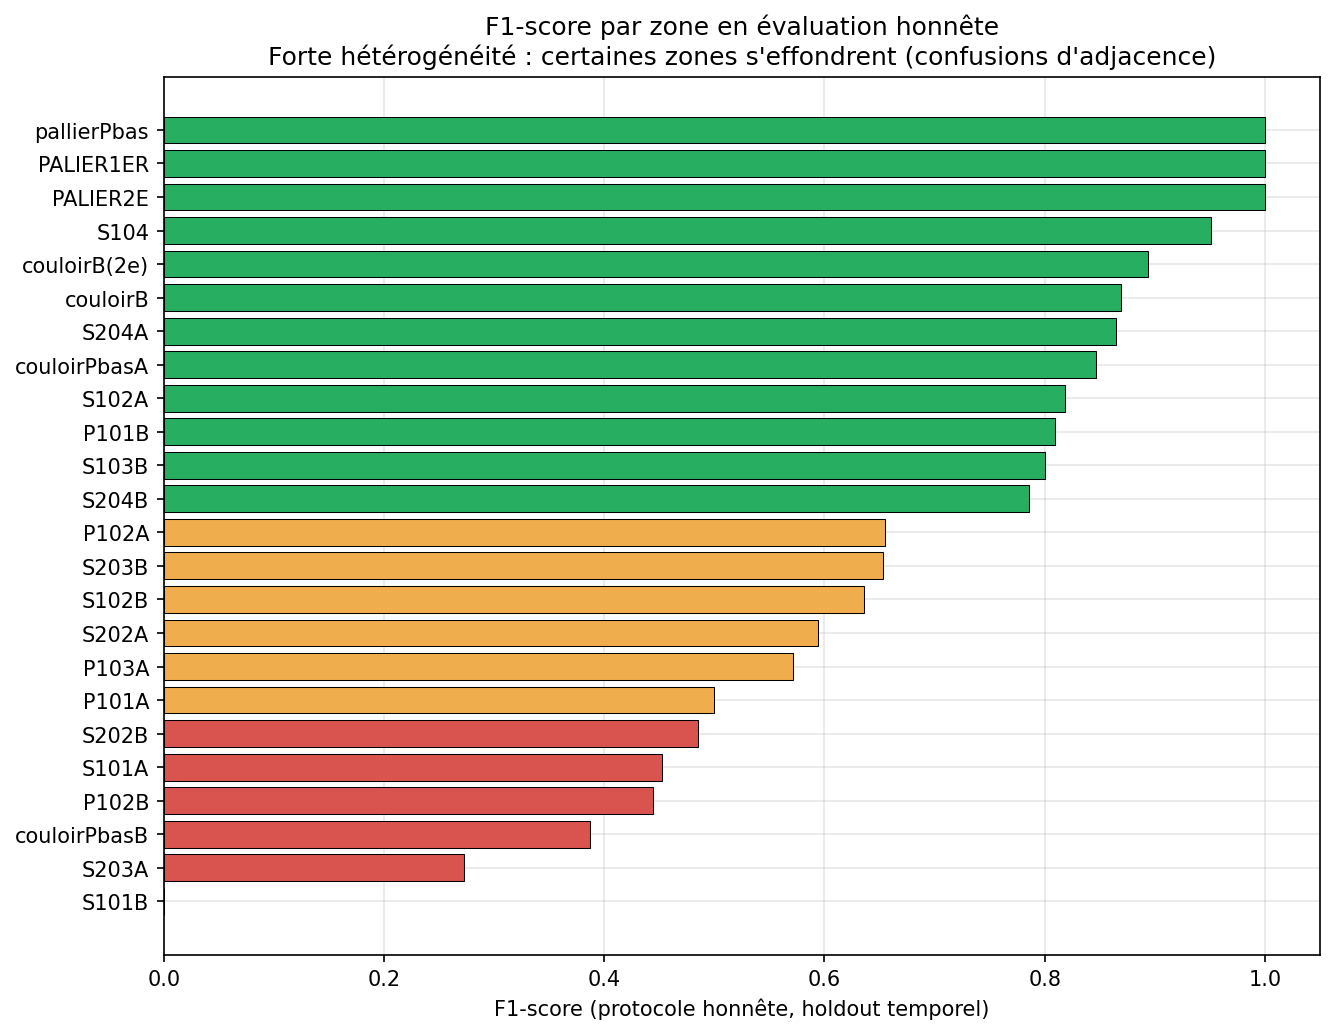 F1-score par zone en évaluation honnête
Forte hétérogénéité : certaines zones s'effondrent (confusions d'adjacence)
pallierPbas
PALIER1ER
PALIER2E
S104
couloirB(2e)
couloirB
S204A
couloirPbasA
S102A
P101B
S103B
S204B
P102A
S203B
S102B
S202A
P103A
P101A
S202B
S101A
P102B
couloirPbasB
S203A
S101B
0.0 0.2 0.4 0.6 0.8 1.0
F1-score (protocole honnête, holdout temporel)